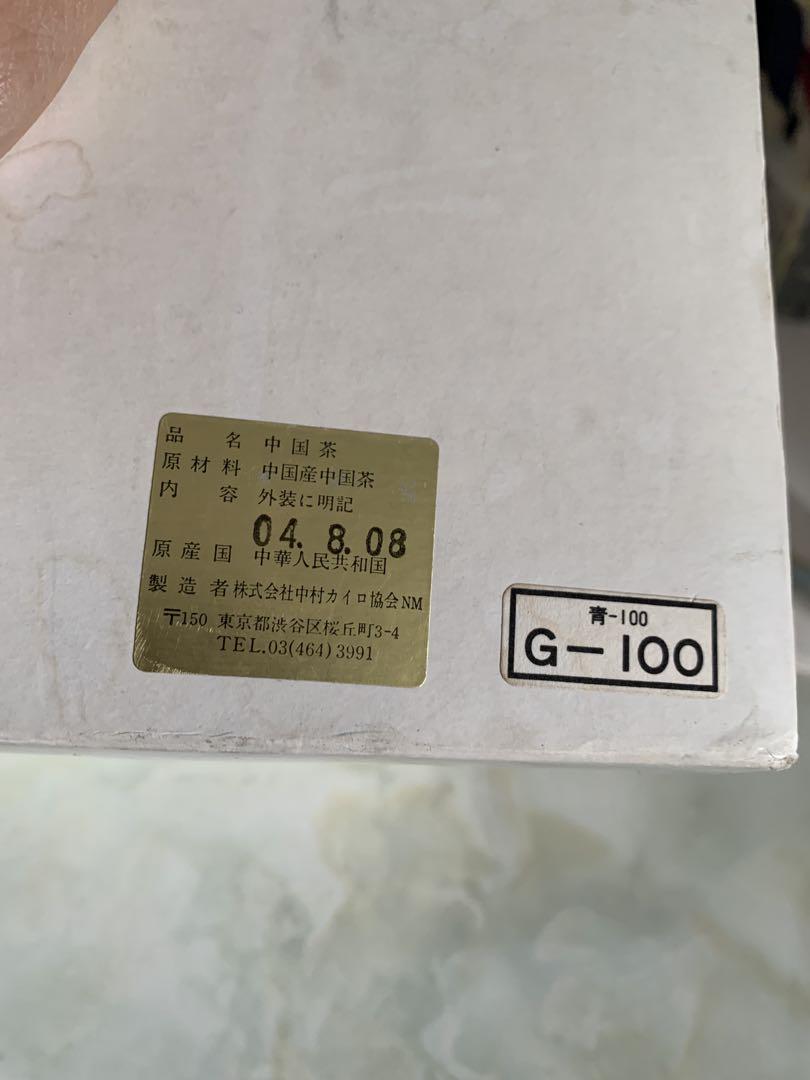 品 名 中国茶
原材料 中国産中国茶
内 容 外装に明記
04. 8. 08
原産国 中華人民共和国
製造者 株式会社中村カイロ協会NM
〒150 東京都渋谷区桜丘町3-4
TEL.03(464)3991
青-100
G-100